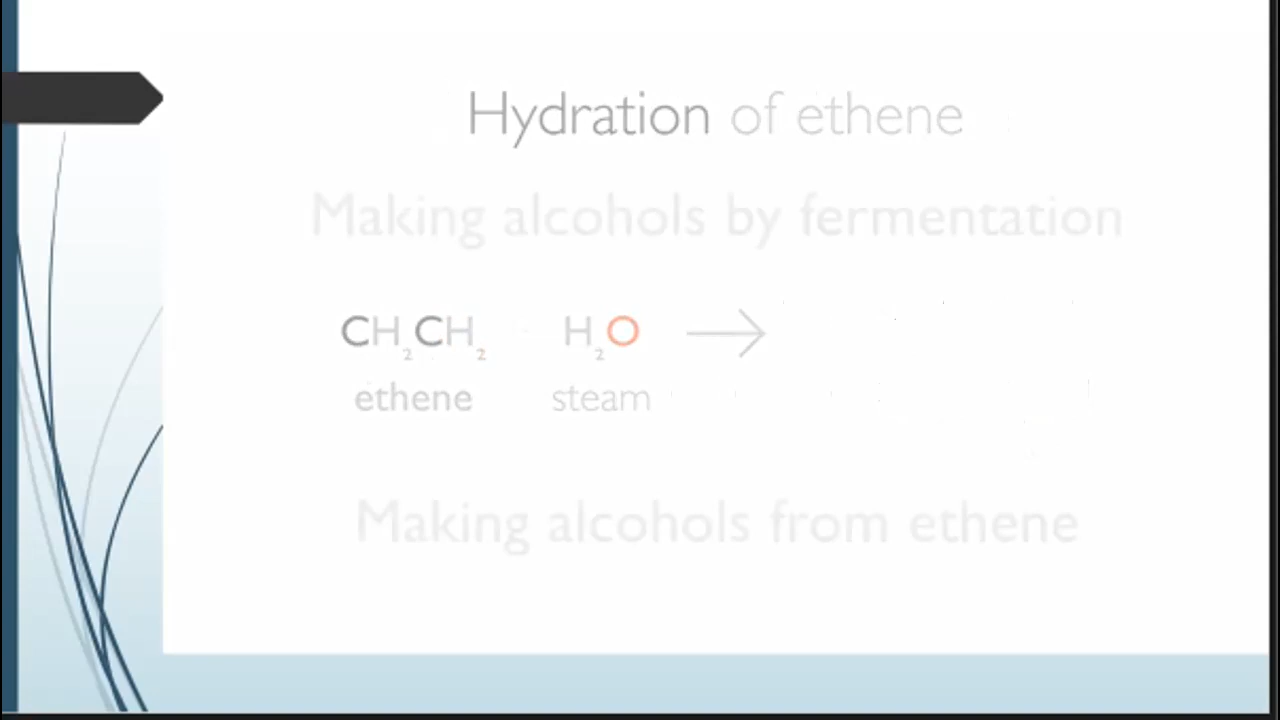 Hydration of ethene
Making alcohols by fermentation
CH₂CH₂ H₂O →
ethene steam
Making alcohols from ethene